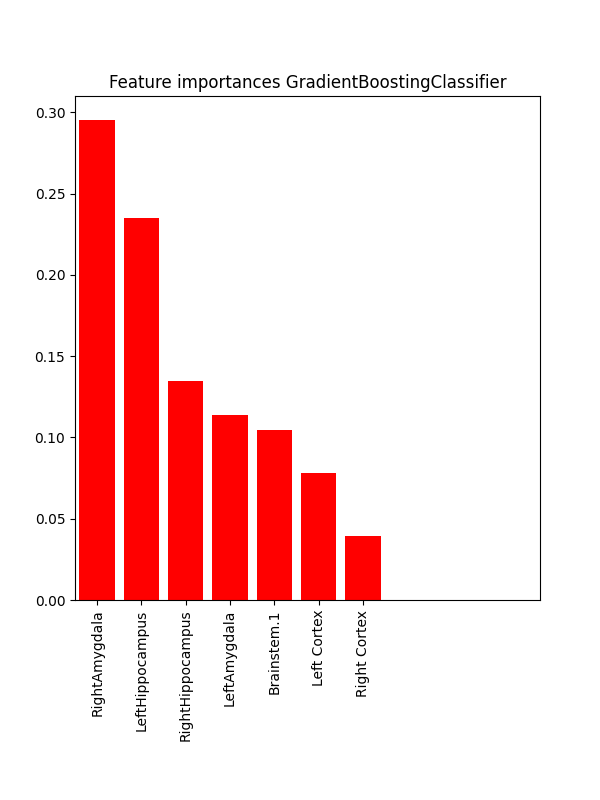 Feature importances GradientBoostingClassifier
0.30
0.25
0.20
0.15
0.10
0.05
0.00
RightAmygdala
LeftHippocampus
RightHippocampus
LeftAmygdala
Brainstem.1
Left Cortex
Right Cortex